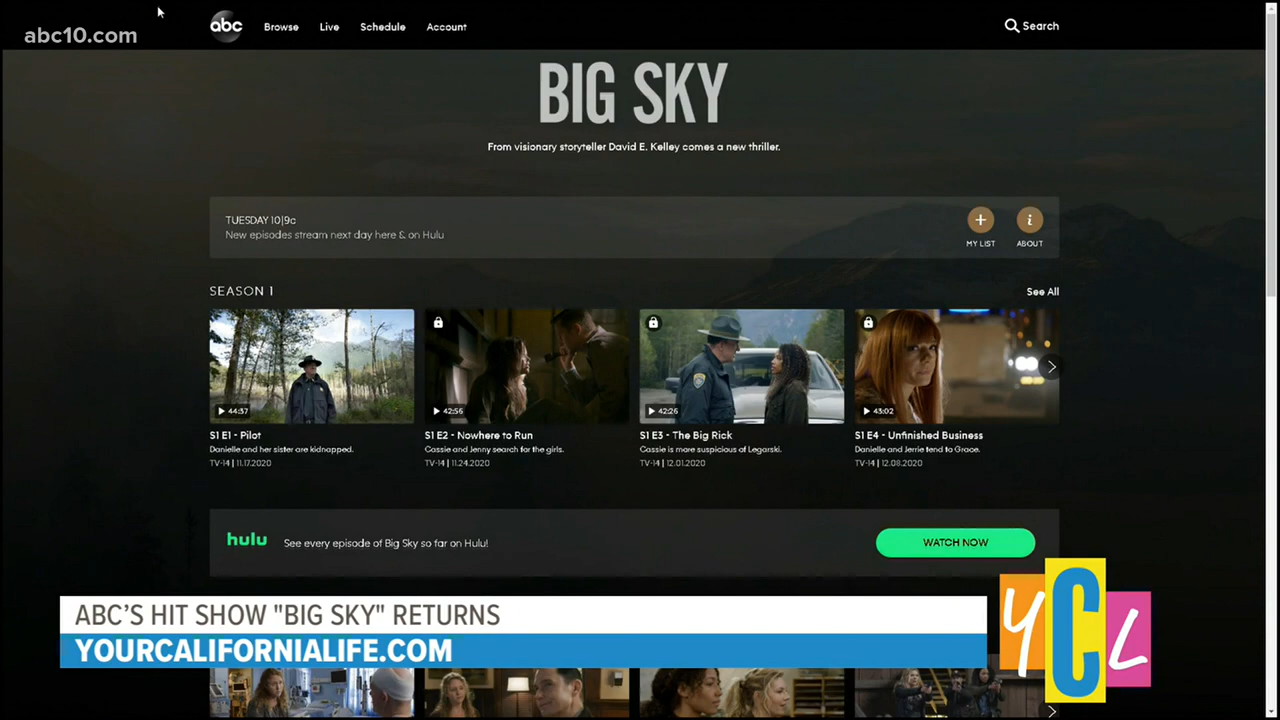 abc10.com
abc
Browse
Live
Schedule
Account
Search
BIG SKY
From visionary storyteller David E. Kelley comes a new thriller.
TUESDAY 10|9c
New episodes stream next day here & on Hulu
MY LIST
ABOUT
SEASON 1
See All
44:37
42:56
42:26
43:02
S1 E1 - Pilot
Danielle and her sister are kidnapped.
TV-14 | 11.17.2020
S1 E2 - Nowhere to Run
Cassie and Jenny search for the girls.
TV-14 | 11.24.2020
S1 E3 - The Big Rick
Cassie is more suspicious of Legarski.
TV-14 | 12.01.2020
S1 E4 - Unfinished Business
Danielle and Jerrie tend to Grace.
TV-14 | 12.08.2020
hulu
See every episode of Big Sky so far on Hulu!
WATCH NOW
ABC’S HIT SHOW "BIG SKY" RETURNS
YOURCALIFORNIALIFE.COM
YCL